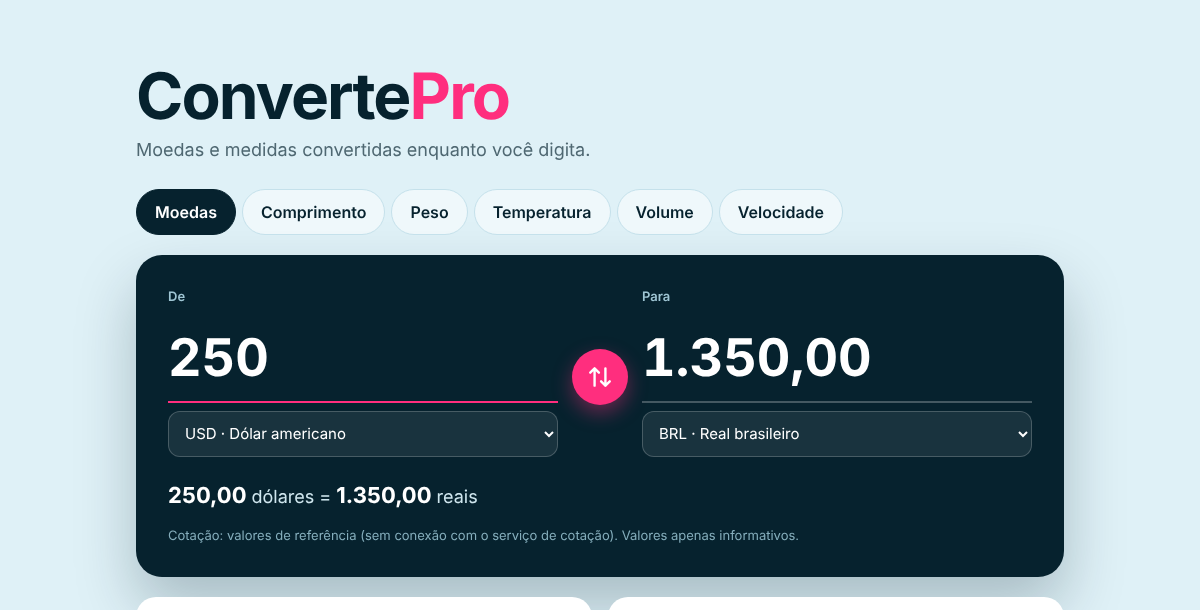 ConvertePro
Moedas e medidas convertidas enquanto você digita.
Moedas Comprimento Peso Temperatura Volume Velocidade
De
250
USD · Dólar americano
Para
1.350,00
BRL · Real brasileiro
250,00 dólares = 1.350,00 reais
Cotação: valores de referência (sem conexão com o serviço de cotação). Valores apenas informativos.